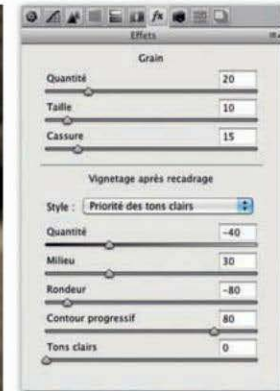 fx
Effets
Grain
Quantité 20
Taille 10
Cassure 15
Vignetage après recadrage
Style : Priorité des tons clairs
Quantité -40
Milieu 30
Rondeur -80
Contour progressif 80
Tons clairs 0